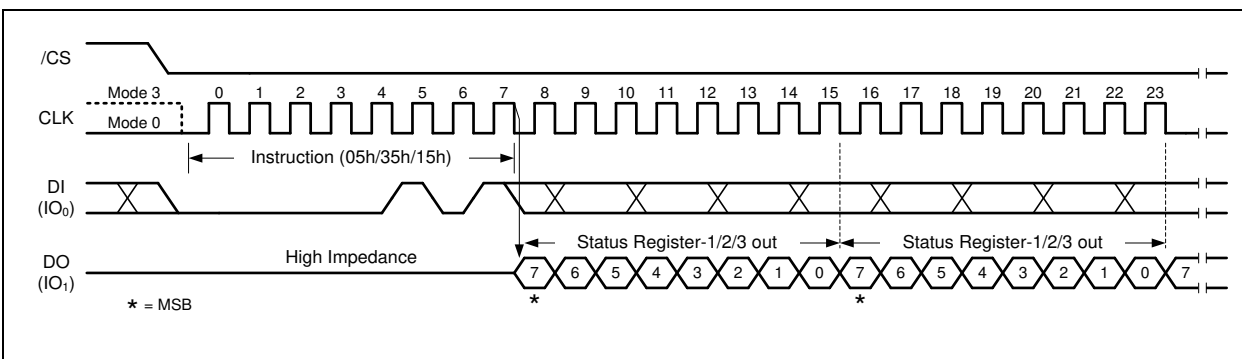 /CS
Mode 3
0 1 2 3 4 5 6 7 8 9 10 11 12 13 14 15 16 17 18 19 20 21 22 23
CLK
Mode 0
Instruction (05h/35h/15h)
DI
(IO₀)
Status Register-1/2/3 out Status Register-1/2/3 out
High Impedance
DO
(IO₁)
7 6 5 4 3 2 1 0 7 6 5 4 3 2 1 0 7
* *
* = MSB